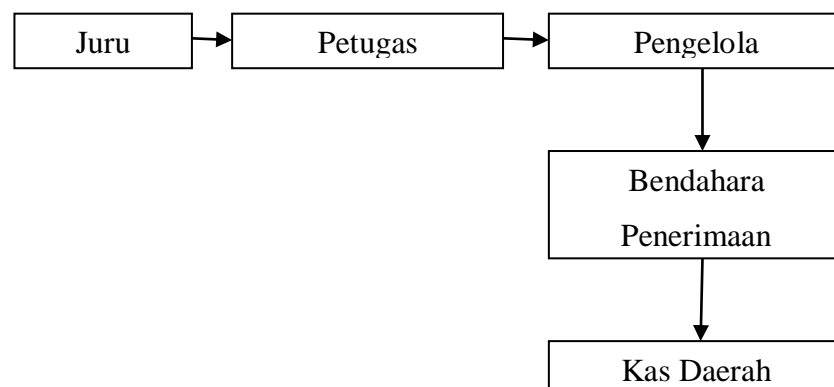 Juru
Petugas
Pengelola
Bendahara
Penerimaan
Kas Daerah